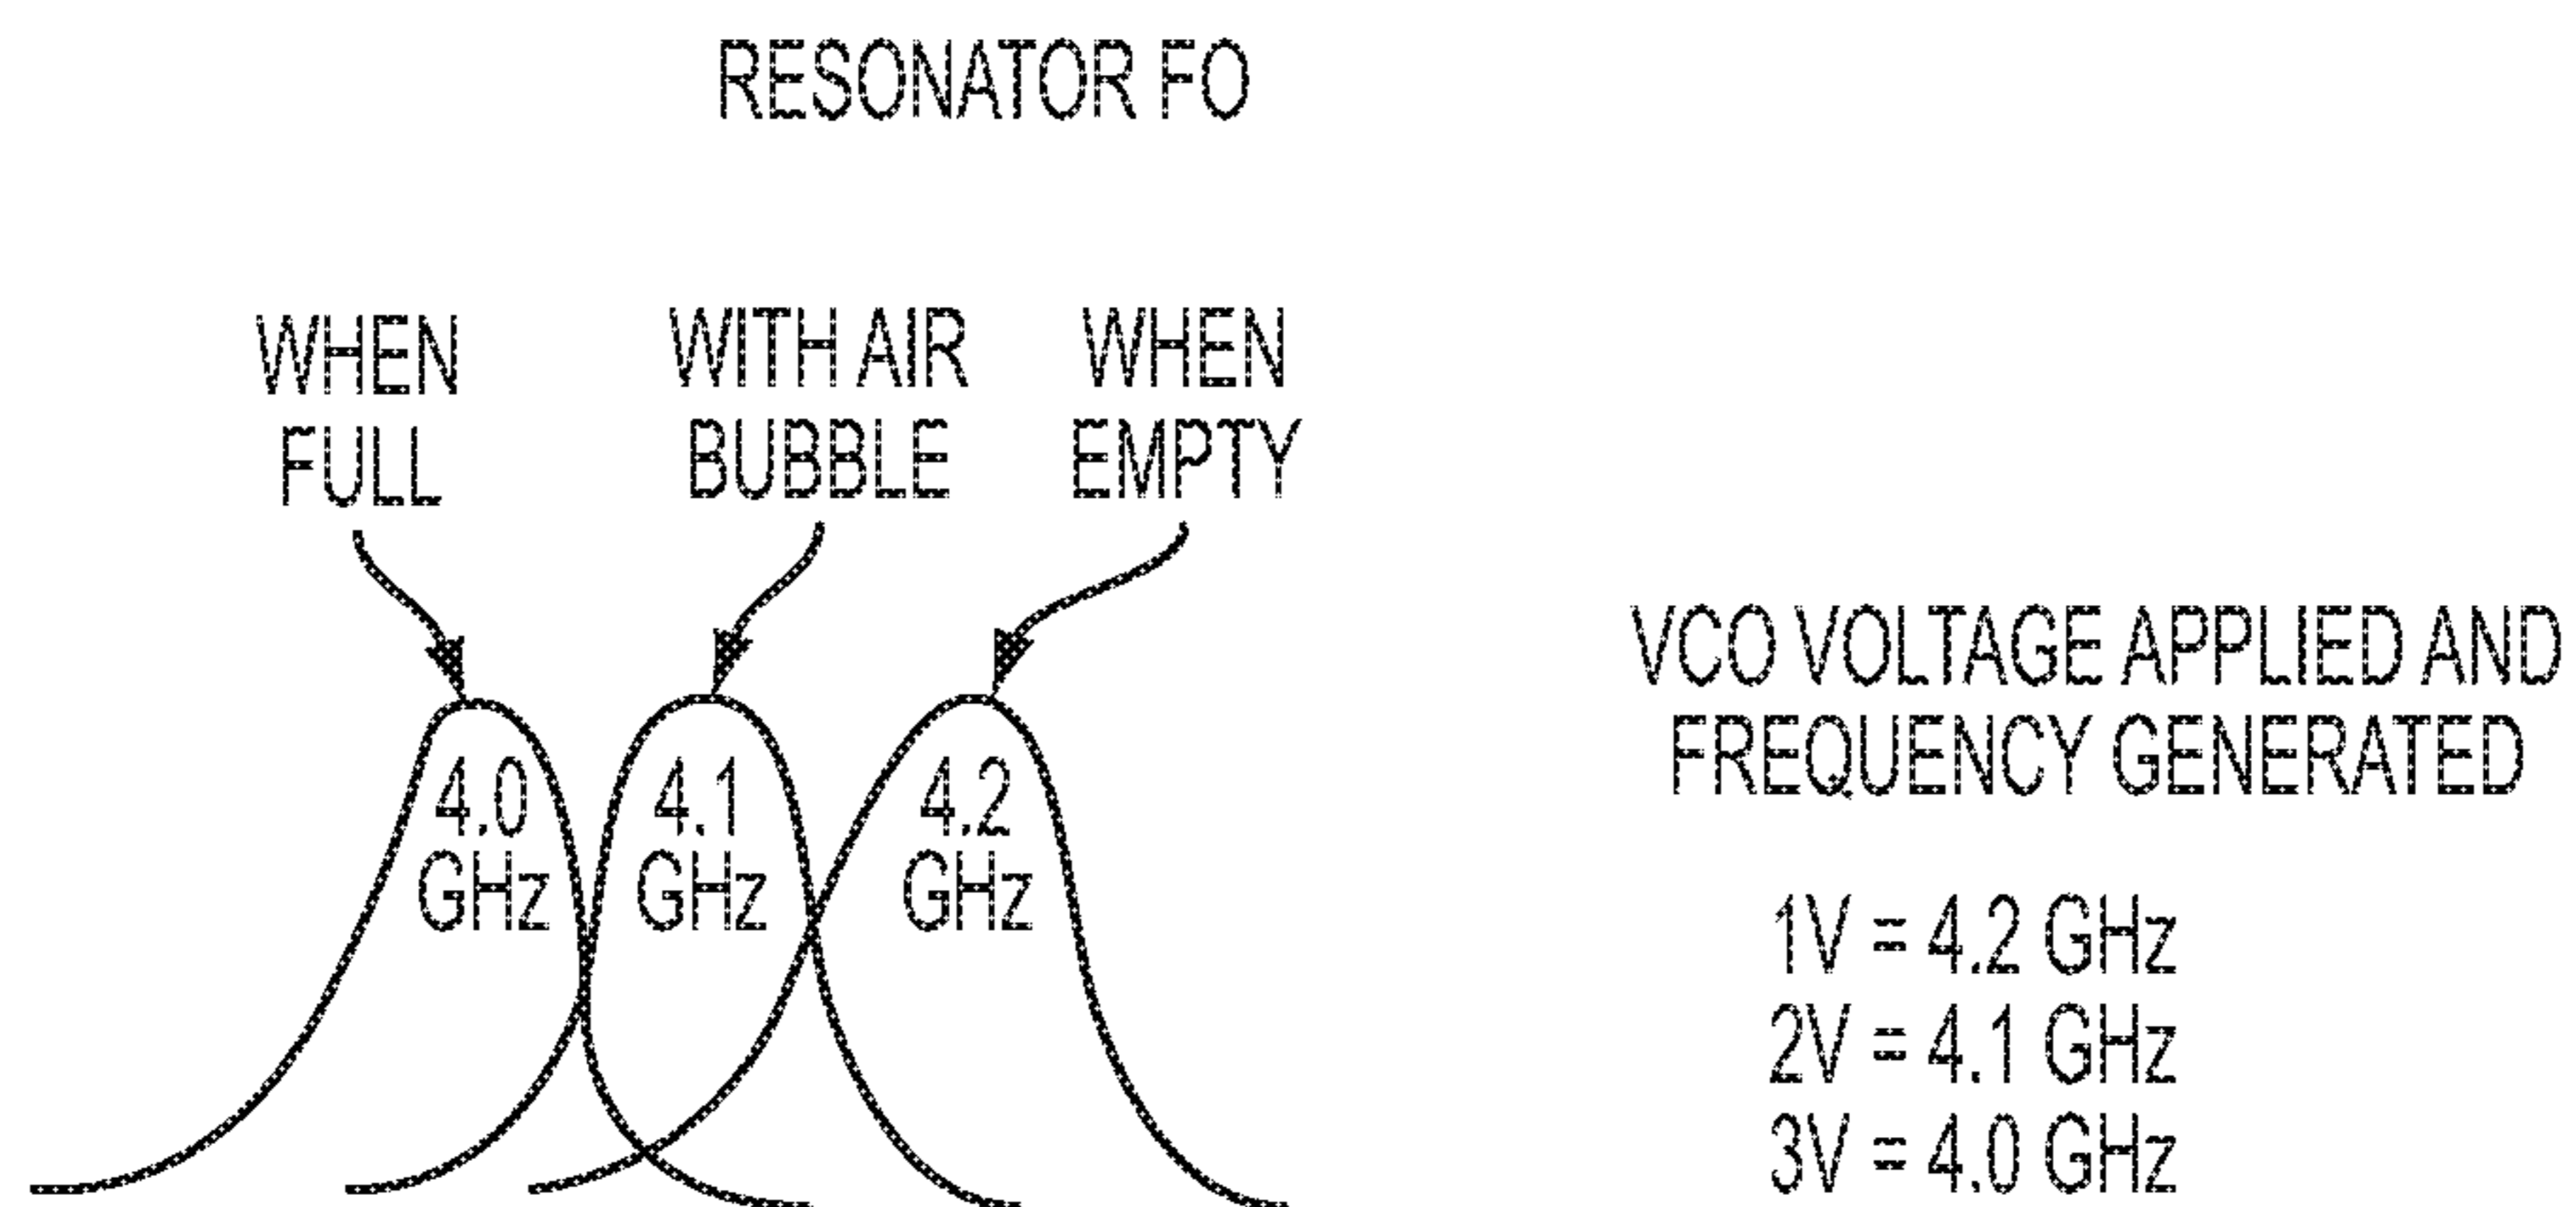 RESONATOR FO
WHEN
FULL
WITH AIR
BUBBLE
WHEN
EMPTY
4.0
GHz
4.1
GHz
4.2
GHz
VCO VOLTAGE APPLIED AND
FREQUENCY GENERATED
1V = 4.2 GHz
2V = 4.1 GHz
3V = 4.0 GHz